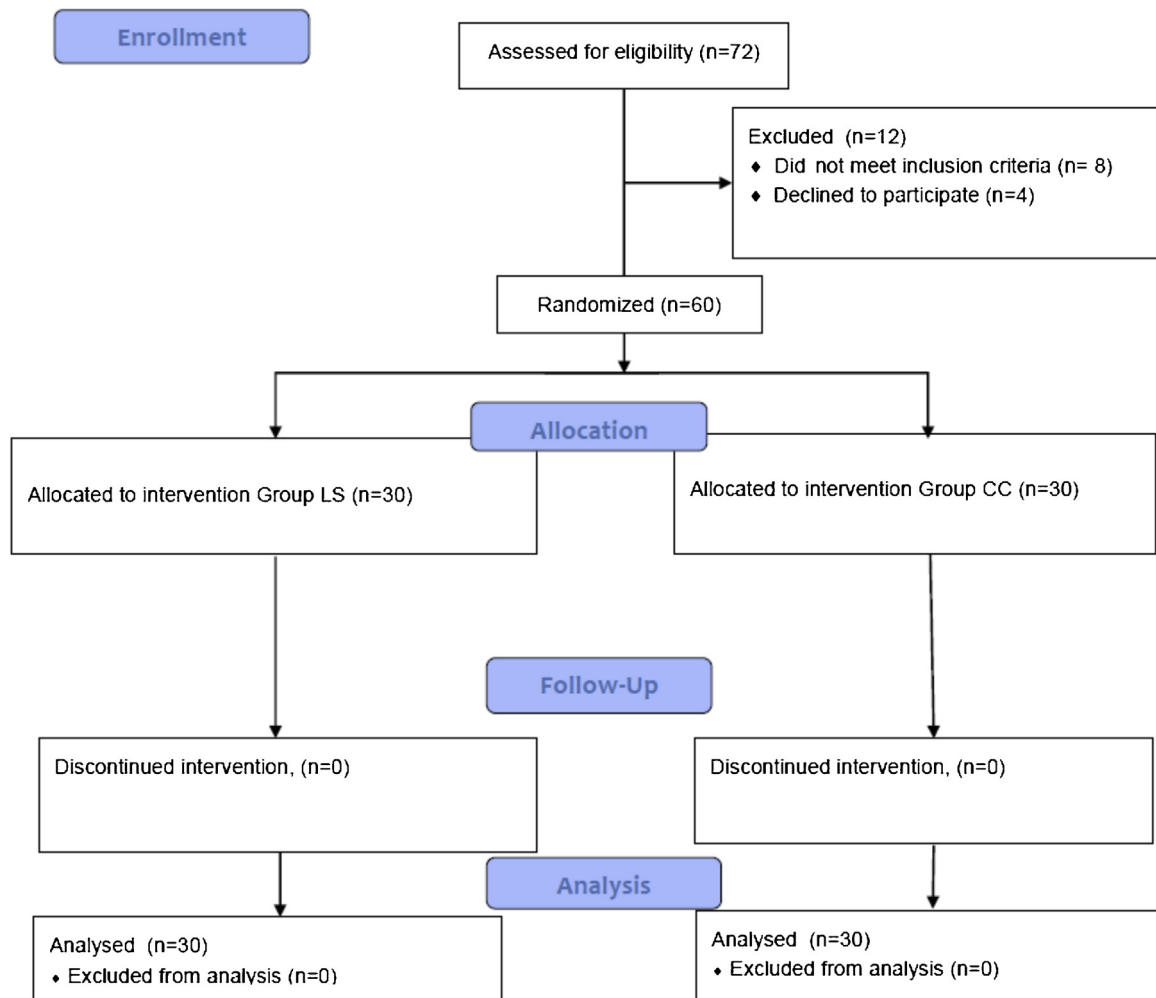 Enrollment
Assessed for eligibility (n=72)
Excluded (n=12)
♦ Did not meet inclusion criteria (n= 8)
♦ Declined to participate (n=4)
Randomized (n=60)
Allocation
Allocated to intervention Group LS (n=30)
Allocated to intervention Group CC (n=30)
Follow-Up
Discontinued intervention, (n=0)
Discontinued intervention, (n=0)
Analysis
Analysed (n=30)
♦ Excluded from analysis (n=0)
Analysed (n=30)
♦ Excluded from analysis (n=0)